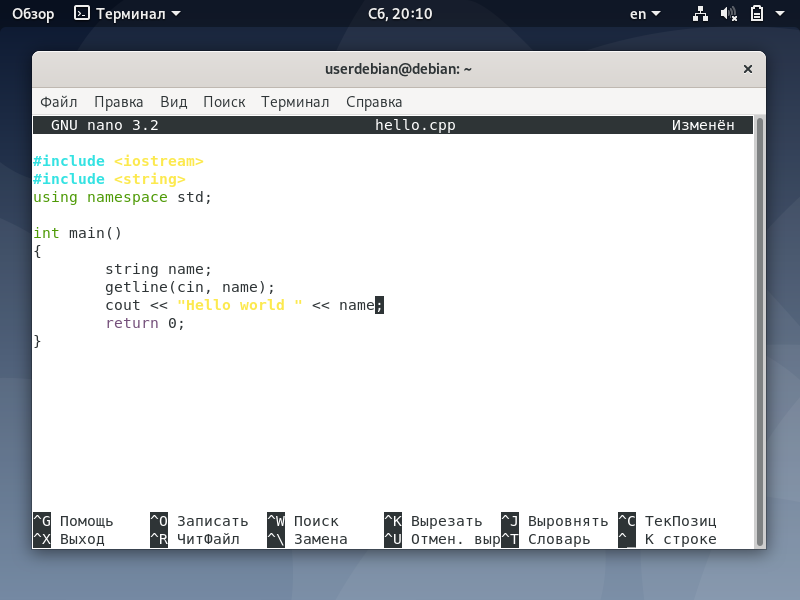 Обзор Терминал Сб, 20:10 en
userdebian@debian: ~ ×
Файл Правка Вид Поиск Терминал Справка
GNU nano 3.2 hello.cpp Изменён
#include <iostream>
#include <string>
using namespace std;
int main()
{
string name;
getline(cin, name);
cout << "Hello world " << name;
return 0;
}
^G Помощь ^O Записать ^W Поиск ^K Вырезать ^J Выровнять ^C ТекПозиц
^X Выход ^R ЧитФайл ^\ Замена ^U Отмен. выр^T Словарь ^_ К строке